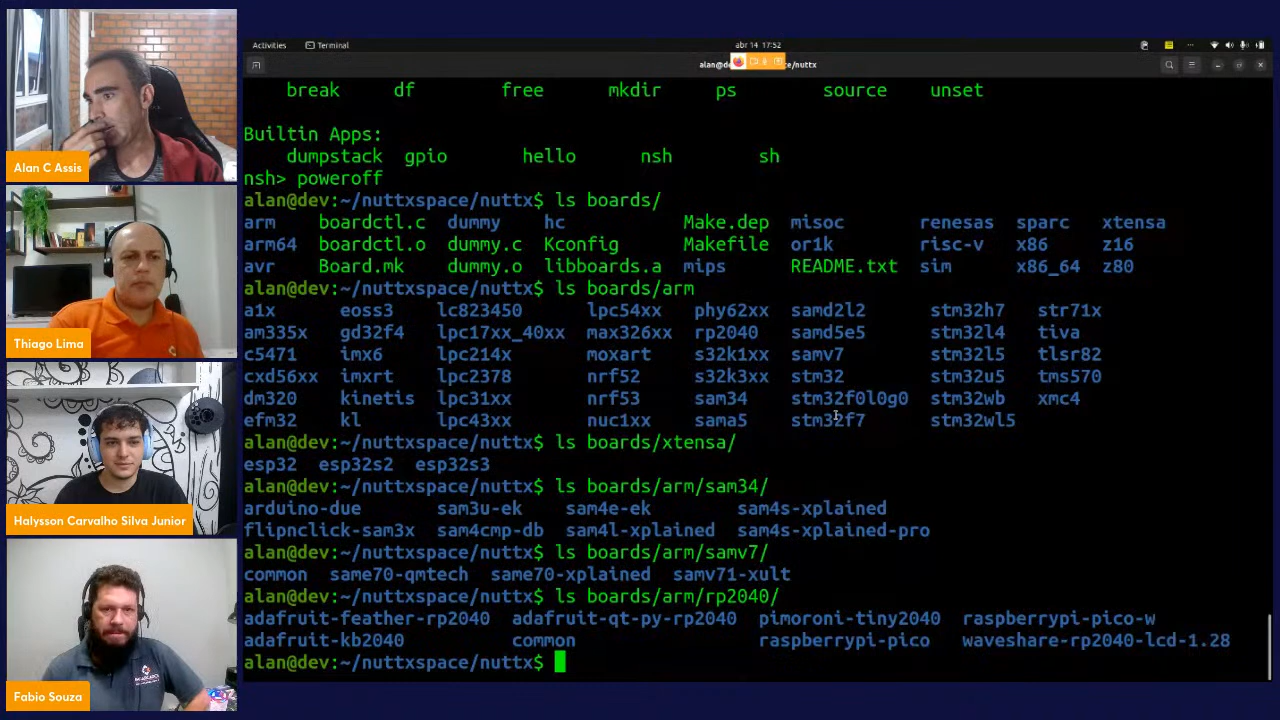 Alan C Assis
Thiago Lima
Halysson Carvalho Silva Junior
Fabio Souza
Activities Terminal abr 14 17:52
alan@d /nuttx
break df free mkdir ps source unset
Builtin Apps:
dumpstack gpio hello nsh sh
nsh> poweroff
alan@dev:~/nuttxspace/nuttx$ ls boards/
arm boardctl.c dummy hc Make.dep misoc renesas sparc xtensa
arm64 boardctl.o dummy.c Kconfig Makefile or1k risc-v x86 z16
avr Board.mk dummy.o libboards.a mips README.txt sim x86_64 z80
alan@dev:~/nuttxspace/nuttx$ ls boards/arm
a1x eoss3 lc823450 lpc54xx phy62xx samd2l2 stm32h7 str71x
am335x gd32f4 lpc17xx_40xx max326xx rp2040 samd5e5 stm32l4 tiva
c5471 imx6 lpc214x moxart s32k1xx samv7 stm32l5 tlsr82
cxd56xx imxrt lpc2378 nrf52 s32k3xx stm32 stm32u5 tms570
dm320 kinetis lpc31xx nrf53 sam34 stm32f0l0g0 stm32wb xmc4
efm32 kl lpc43xx nuc1xx sama5 stm32f7 stm32wl5
alan@dev:~/nuttxspace/nuttx$ ls boards/xtensa/
esp32 esp32s2 esp32s3
alan@dev:~/nuttxspace/nuttx$ ls boards/arm/sam34/
arduino-due sam3u-ek sam4e-ek sam4s-xplained
flipnclick-sam3x sam4cmp-db sam4l-xplained sam4s-xplained-pro
alan@dev:~/nuttxspace/nuttx$ ls boards/arm/samv7/
common same70-qmtech same70-xplained samv71-xult
alan@dev:~/nuttxspace/nuttx$ ls boards/arm/rp2040/
adafruit-feather-rp2040 adafruit-qt-py-rp2040 pimoroni-tiny2040 raspberrypi-pico-w
adafruit-kb2040 common raspberrypi-pico waveshare-rp2040-lcd-1.28
alan@dev:~/nuttxspace/nuttx$